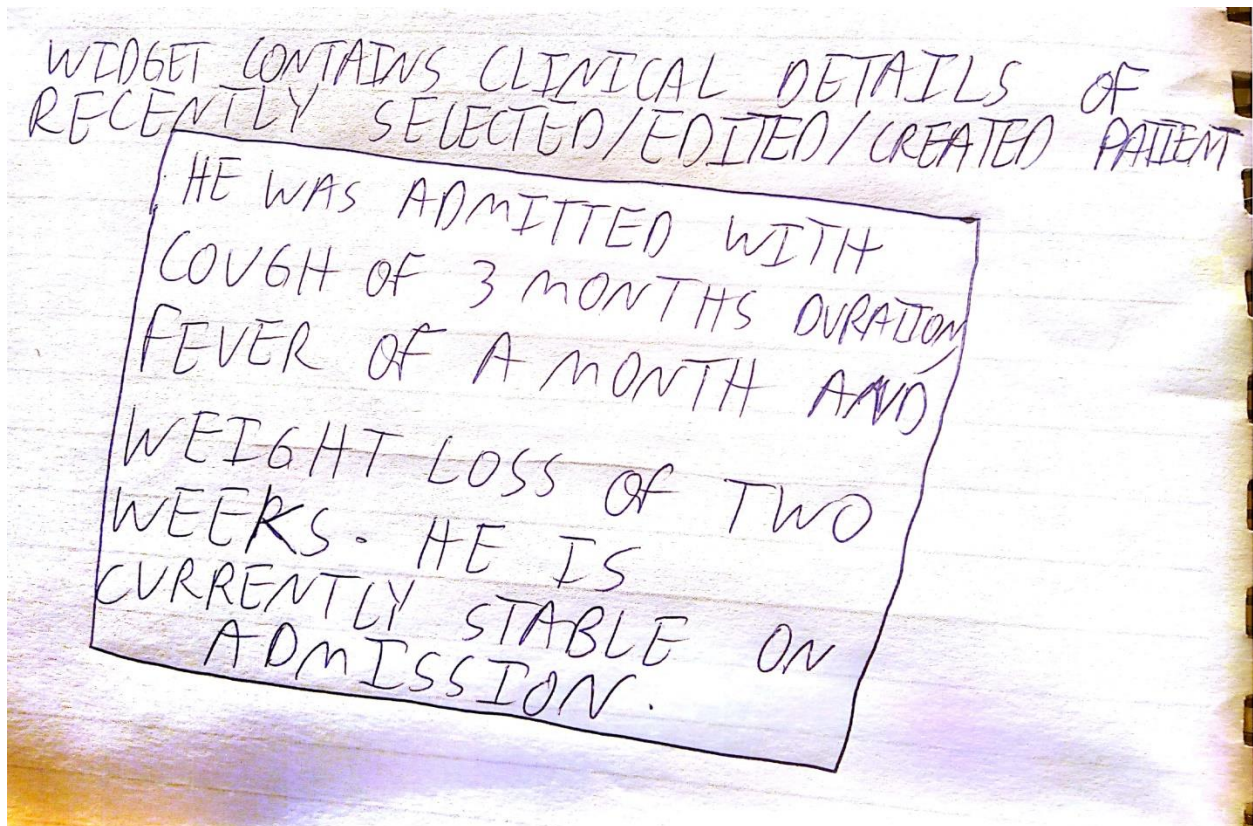 WIDGET CONTAINS CLINICAL DETAILS OF
RECENTLY SELECTED/EDITED/CREATED PATIENT
HE WAS ADMITTED WITH
COUGH OF 3 MONTHS DURATION,
FEVER OF A MONTH AND
WEIGHT LOSS OF TWO
WEEKS. HE IS
CURRENTLY STABLE ON
ADMISSION.